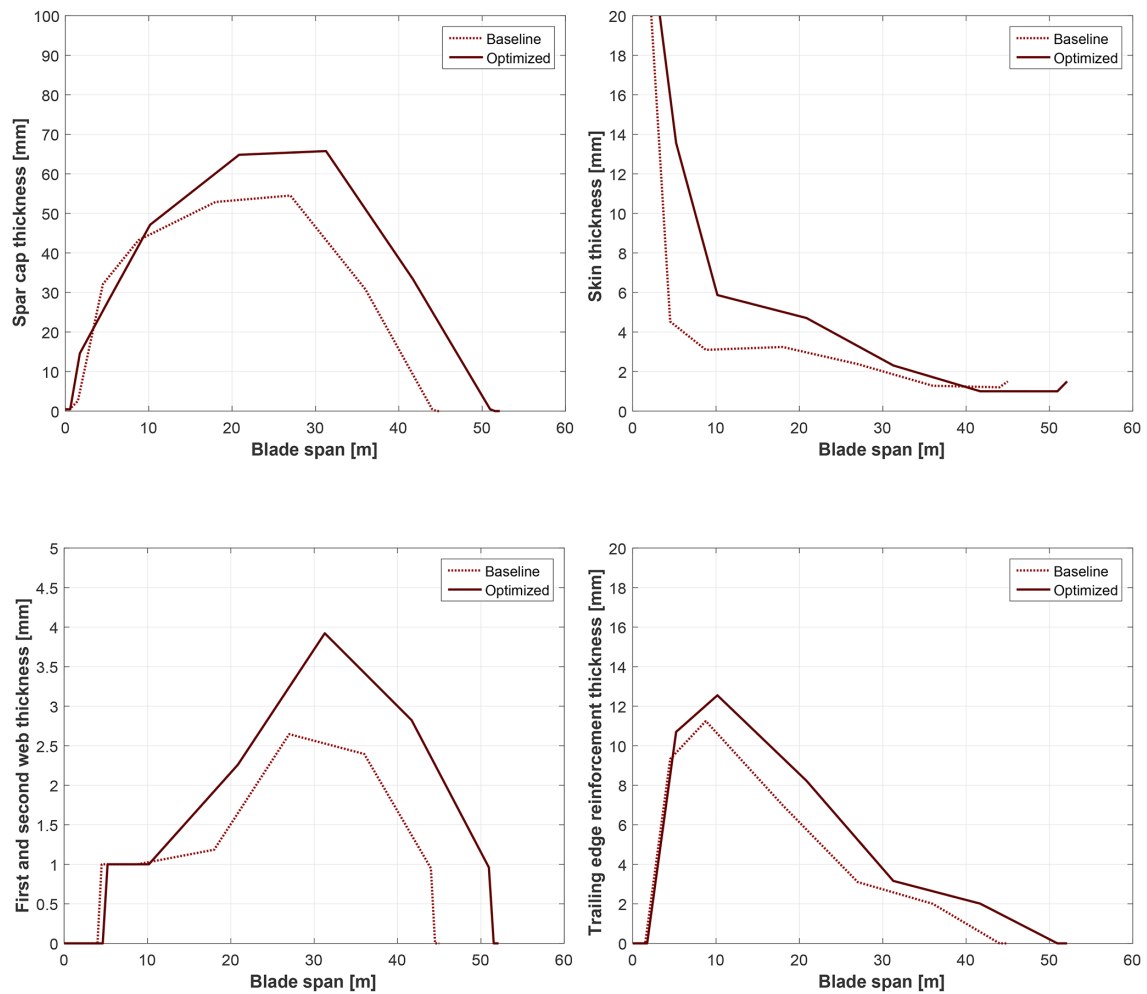 Spar cap thickness [mm]
100
90
80
70
60
50
40
30
20
10
0
0 10 20 30 40 50 60
Blade span [m]
Baseline
Optimized
Skin thickness [mm]
20
18
16
14
12
10
8
6
4
2
0
0 10 20 30 40 50 60
Blade span [m]
Baseline
Optimized
First and second web thickness [mm]
5
4.5
4
3.5
3
2.5
2
1.5
1
0.5
0
0 10 20 30 40 50 60
Blade span [m]
Baseline
Optimized
Trailing edge reinforcement thickness [mm]
20
18
16
14
12
10
8
6
4
2
0
0 10 20 30 40 50 60
Blade span [m]
Baseline
Optimized